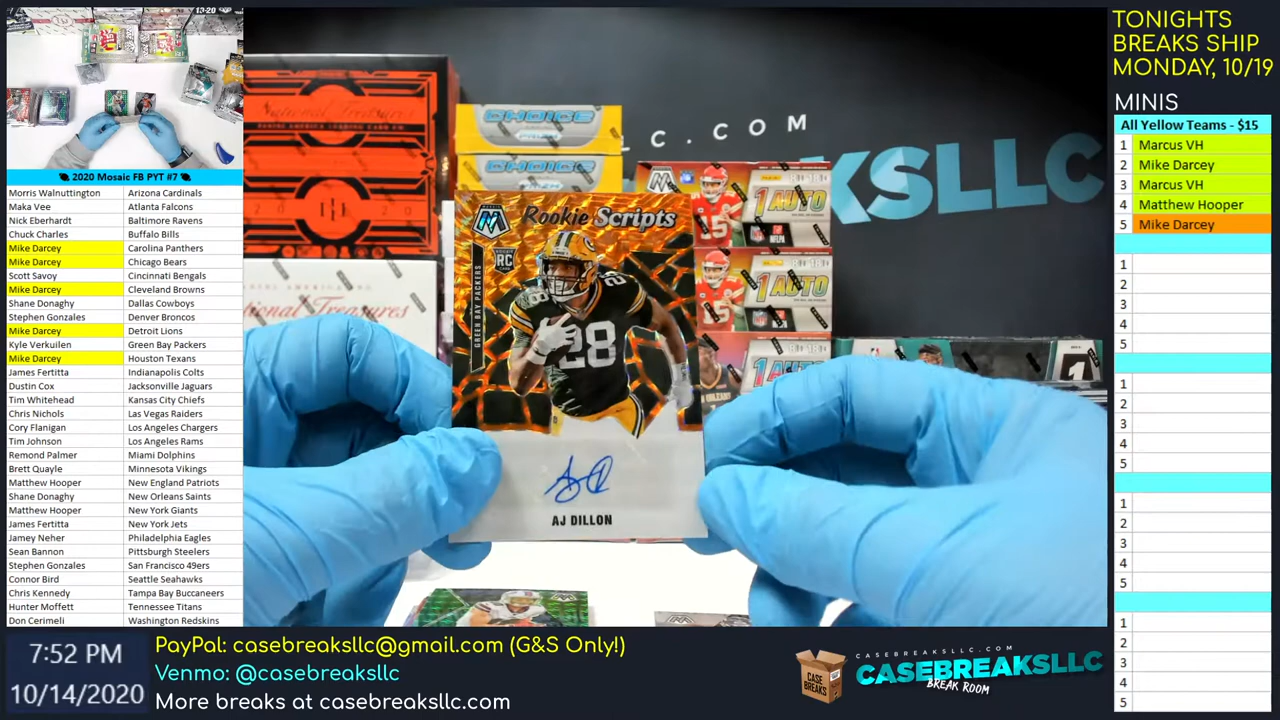 2020 Mosaic FB PYT #7
Morris Walnuttington Arizona Cardinals
Maka Vee Atlanta Falcons
Nick Eberhardt Baltimore Ravens
Chuck Charles Buffalo Bills
Mike Darcey Carolina Panthers
Mike Darcey Chicago Bears
Scott Savoy Cincinnati Bengals
Mike Darcey Cleveland Browns
Shane Donaghy Dallas Cowboys
Stephen Gonzales Denver Broncos
Mike Darcey Detroit Lions
Kyle Verkuilen Green Bay Packers
Mike Darcey Houston Texans
James Fertitta Indianapolis Colts
Dustin Cox Jacksonville Jaguars
Tim Whitehead Kansas City Chiefs
Chris Nichols Las Vegas Raiders
Cory Flanigan Los Angeles Chargers
Tim Johnson Los Angeles Rams
Remond Palmer Miami Dolphins
Brett Quayle Minnesota Vikings
Matthew Hooper New England Patriots
Shane Donaghy New Orleans Saints
Matthew Hooper New York Giants
James Fertitta New York Jets
Jamey Neher Philadelphia Eagles
Sean Bannon Pittsburgh Steelers
Stephen Gonzales San Francisco 49ers
Connor Bird Seattle Seahawks
Chris Kennedy Tampa Bay Buccaneers
Hunter Moffett Tennessee Titans
Don Cerimeli Washington Redskins
7:52 PM
10/14/2020
National Treasures
CHOICE
CHOICE
C.COM
KSLLC
1 AUTO
1 AUTO
Rookie Scripts
RC
GREEN BAY PACKERS
28
28
AJ DILLON
National Treasures
PayPal: casebreaksllc@gmail.com (G&S Only!)
Venmo: @casebreaksllc
More breaks at casebreaksllc.com
CASE
BREAKS
CASEBREAKSLLC.COM
CASEBREAKSLLC
BREAK ROOM
TONIGHTS
BREAKS SHIP
MONDAY, 10/19
MINIS
All Yellow Teams - $15
1 Marcus VH
2 Mike Darcey
3 Marcus VH
4 Matthew Hooper
5 Mike Darcey
1
2
3
4
5
1
2
3
4
5
1
2
3
4
5
1
2
3
4
5